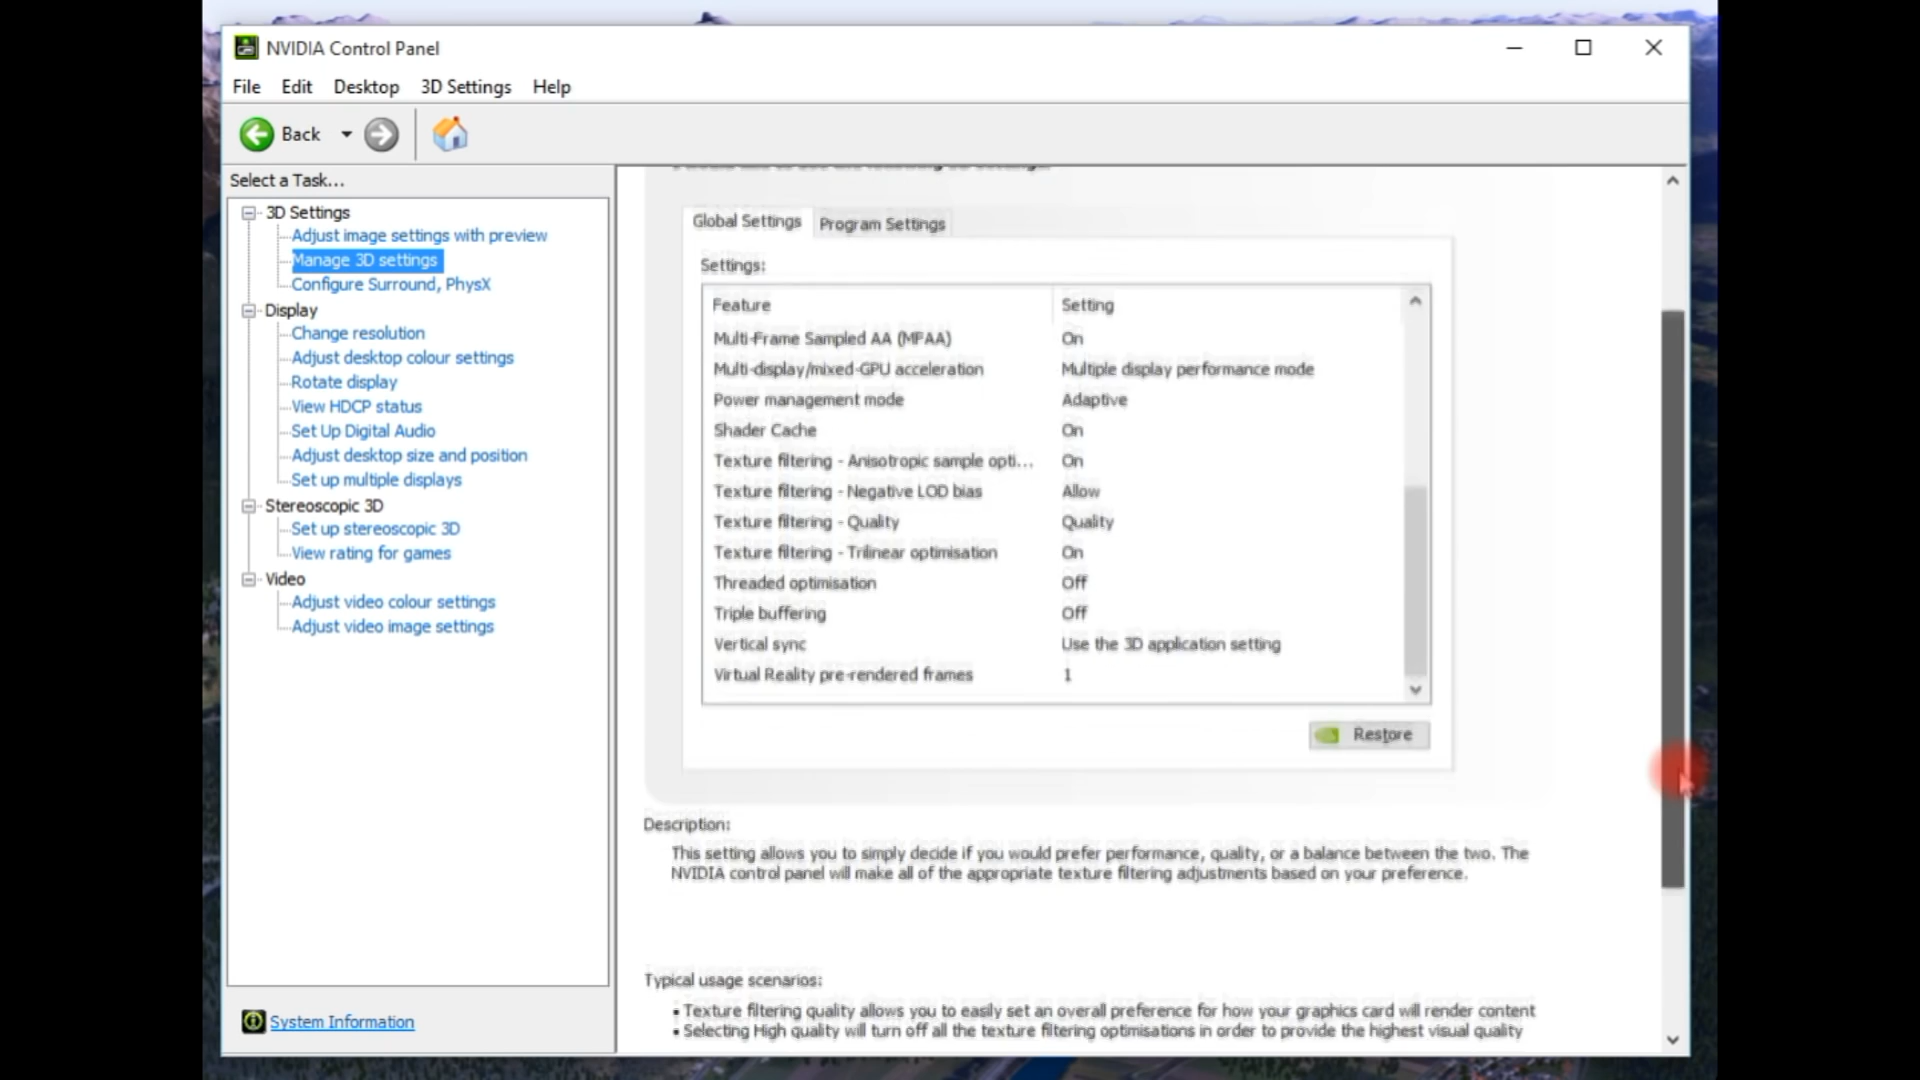 NVIDIA Control Panel
File Edit Desktop 3D Settings Help
Back
Select a Task...
3D Settings
Adjust image settings with preview
Manage 3D settings
Configure Surround, PhysX
Display
Change resolution
Adjust desktop colour settings
Rotate display
View HDCP status
Set Up Digital Audio
Adjust desktop size and position
Set up multiple displays
Stereoscopic 3D
Set up stereoscopic 3D
View rating for games
Video
Adjust video colour settings
Adjust video image settings
System Information
Global Settings Program Settings
Settings:
Feature Setting
Multi-Frame Sampled AA (MFAA) On
Multi-display/mixed-GPU acceleration Multiple display performance mode
Power management mode Adaptive
Shader Cache On
Texture filtering - Anisotropic sample opti... On
Texture filtering - Negative LOD bias Allow
Texture filtering - Quality Quality
Texture filtering - Trilinear optimisation On
Threaded optimisation Off
Triple buffering Off
Vertical sync Use the 3D application setting
Virtual Reality pre-rendered frames 1
Restore
Description:
This setting allows you to simply decide if you would prefer performance, quality, or a balance between the two. The
NVIDIA control panel will make all of the appropriate texture filtering adjustments based on your preference.
Typical usage scenarios:
• Texture filtering quality allows you to easily set an overall preference for how your graphics card will render content
• Selecting High quality will turn off all the texture filtering optimisations in order to provide the highest visual quality